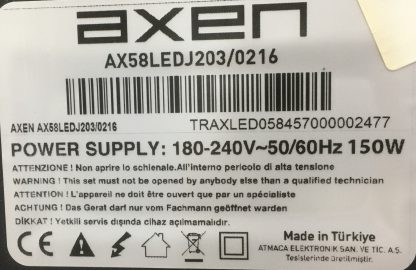 axen
AX58LEDJ203/0216
AXEN AX58LEDJ203/0216
TRAXLED058457000002477
POWER SUPPLY: 180-240V~50/60Hz 150W
ATTENZIONE ! Non aprire lo schienale.All'interno pericolo di alta tensione
WARNING ! This set must not be opened by anybody else than a qualified technician
ATTENTION ! L'apareil ne doit être ouvert que par un spécialiste
ACHTUNG ! Das Gerat darf nur vom Fachmann geöffnet warden
DİKKAT ! Yetkili servis dışında cihaz açılmamalıdır.
CE
Made in Türkiye
ATMACA ELEKTRONİK SAN. VE TİC. A.Ş.
Tesislerinde üretilmiştir.